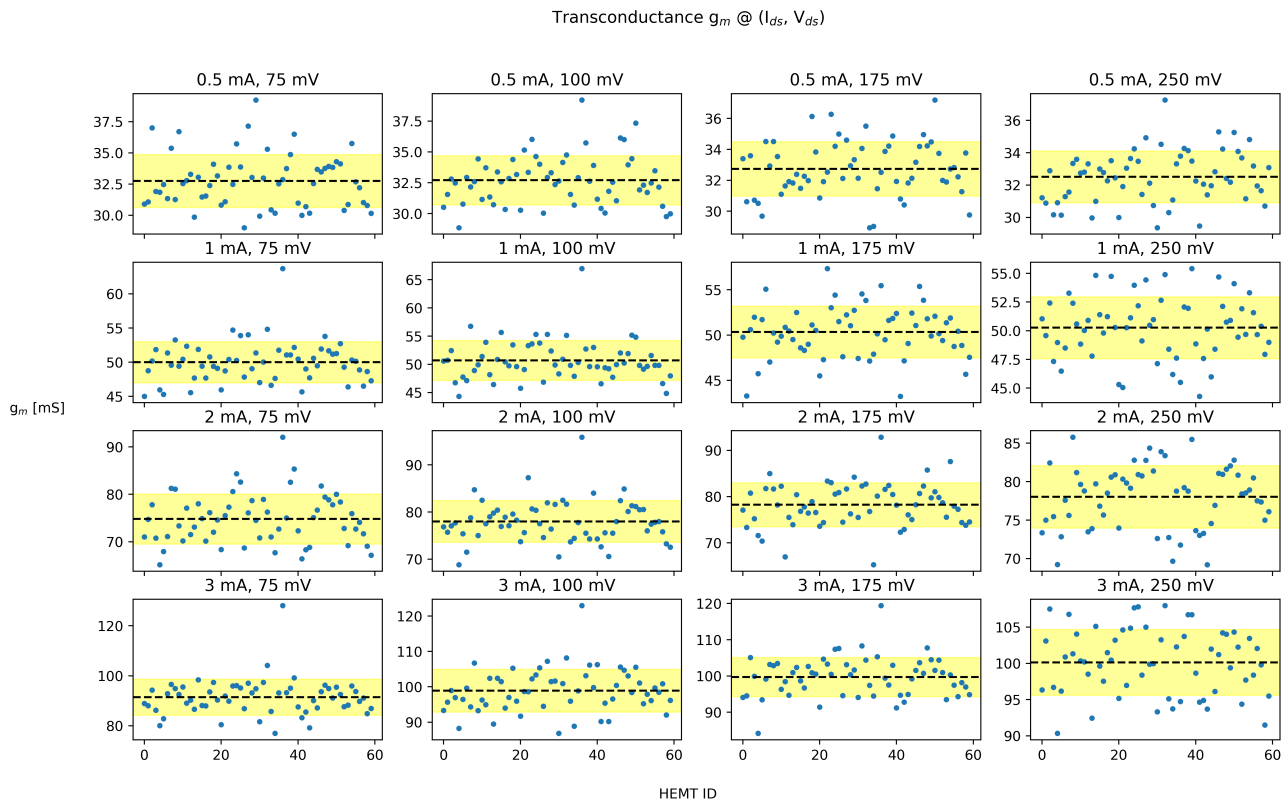 Transconductance gₘ @ (I_ds, V_ds)
0.5 mA, 75 mV 0.5 mA, 100 mV 0.5 mA, 175 mV 0.5 mA, 250 mV
37.5 37.5 36 36
35.0 35.0 34 34
32.5 32.5 32 32
30.0 30.0 30 30
1 mA, 75 mV 1 mA, 100 mV 1 mA, 175 mV 1 mA, 250 mV
60 65 55 55.0
55 60 50 52.5
50 55 45 50.0
45 50 47.5
45 45.0
gₘ [mS]
2 mA, 75 mV 2 mA, 100 mV 2 mA, 175 mV 2 mA, 250 mV
90 90 90 85
80 80 80 80
70 70 70 75
70
3 mA, 75 mV 3 mA, 100 mV 3 mA, 175 mV 3 mA, 250 mV
120 120 120 105
100 110 110 100
80 100 100 95
90 90 90
0 20 40 60 0 20 40 60 0 20 40 60 0 20 40 60
HEMT ID